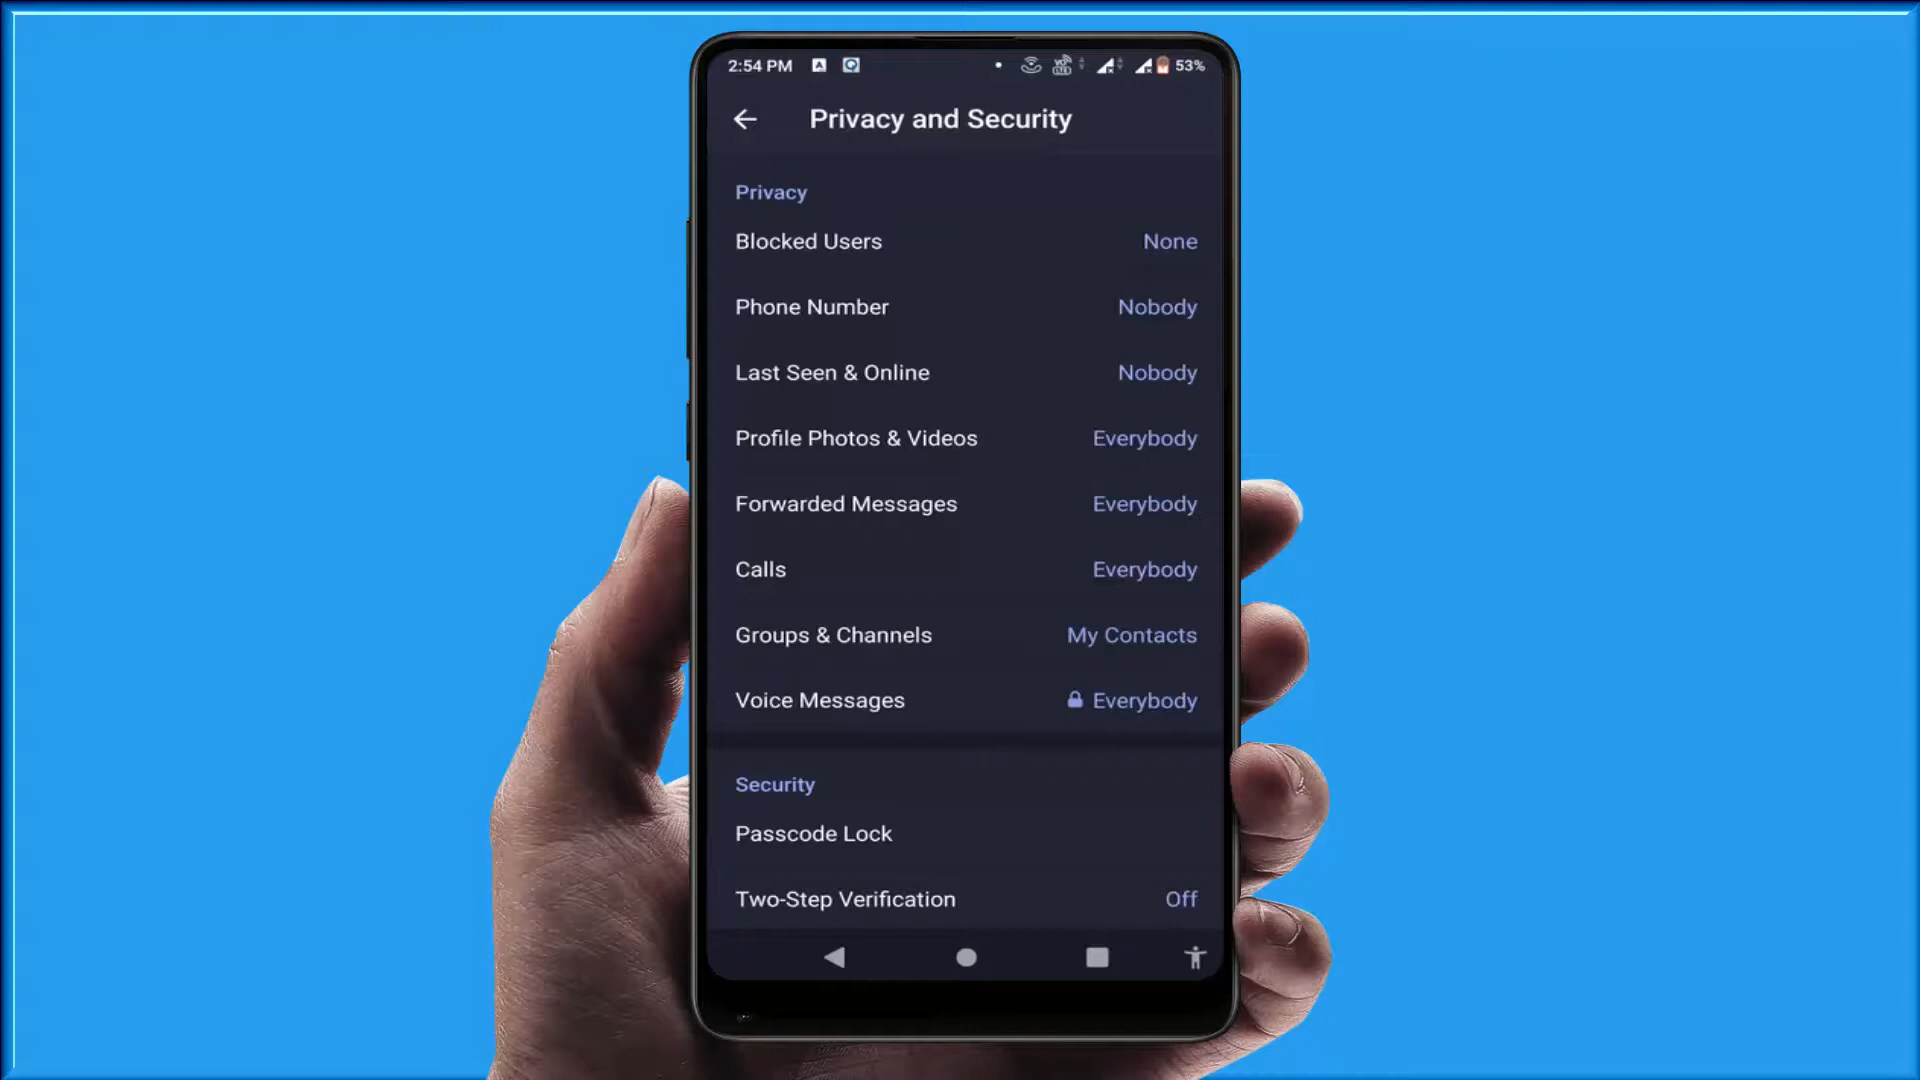 2:54 PM 53%
Privacy and Security
Privacy
Blocked Users None
Phone Number Nobody
Last Seen & Online Nobody
Profile Photos & Videos Everybody
Forwarded Messages Everybody
Calls Everybody
Groups & Channels My Contacts
Voice Messages Everybody
Security
Passcode Lock
Two-Step Verification Off